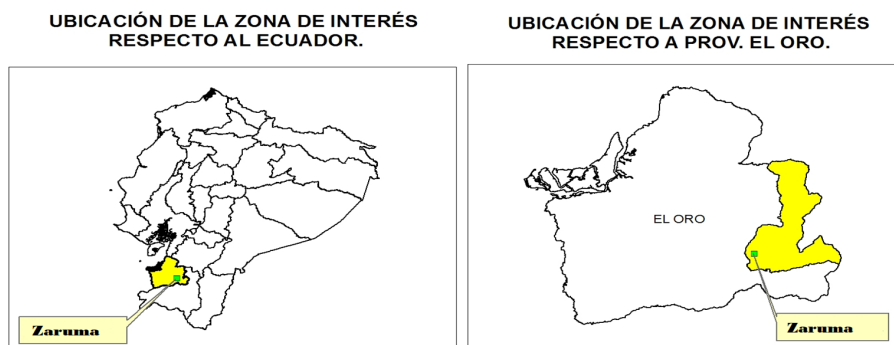 UBICACIÓN DE LA ZONA DE INTERÉS
RESPECTO AL ECUADOR.
Zaruma
UBICACIÓN DE LA ZONA DE INTERÉS
RESPECTO A PROV. EL ORO.
EL ORO
Zaruma